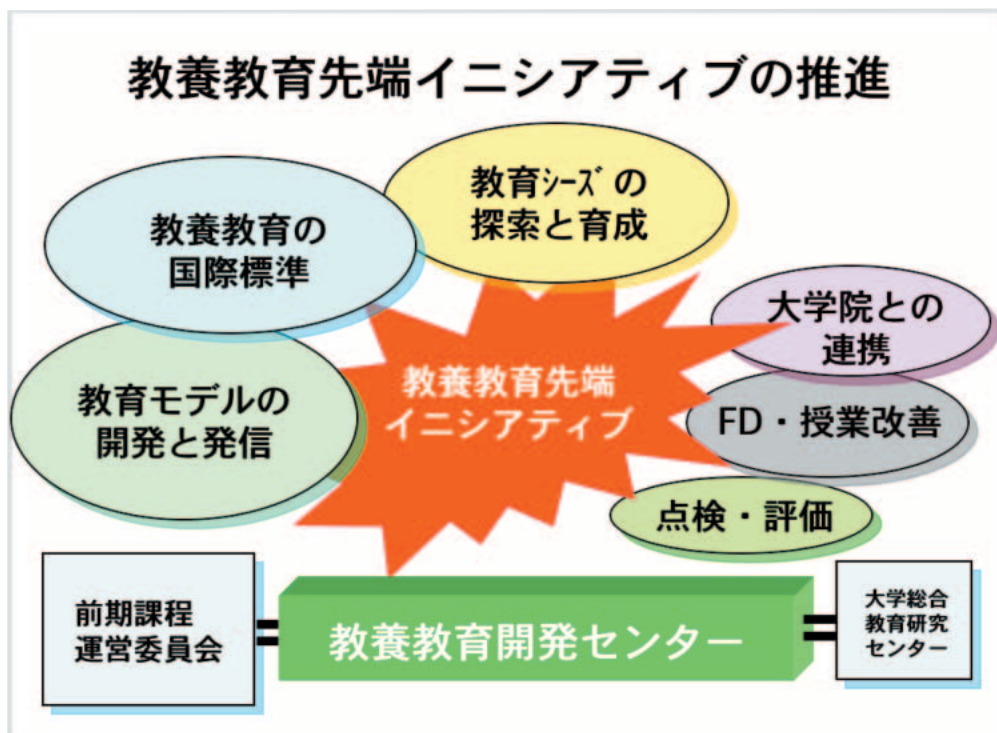 教養教育先端イニシアティブの推進
教育ｼｰｽﾞの
探索と育成
教養教育の
国際標準
大学院との
連携
教養教育先端
イニシアティブ
教育モデルの
開発と発信
FD・授業改善
点検・評価
前期課程
運営委員会
教養教育開発センター
大学総合
教育研究
センター